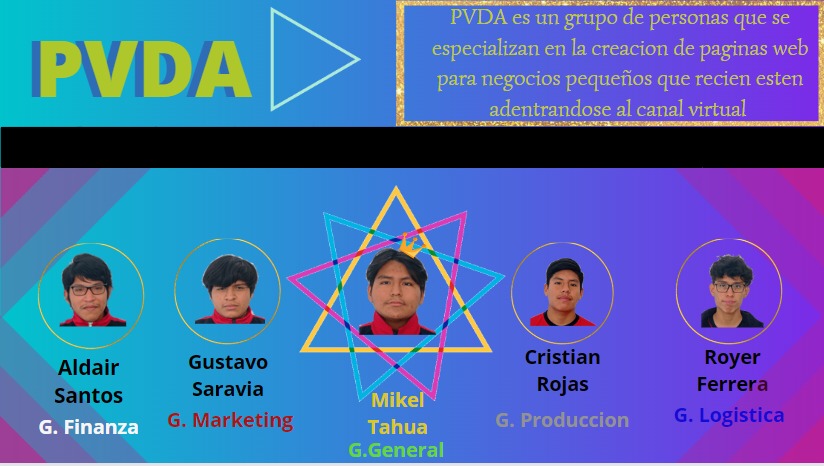 PVDA
PVDA es un grupo de personas que se
especializan en la creacion de paginas web
para negocios pequeños que recien esten
adentrandose al canal virtual
Aldair
Santos
G. Finanza
Gustavo
Saravia
G. Marketing
Mikel
Tahua
G.General
Cristian
Rojas
G. Produccion
Royer
Ferrera
G. Logistica